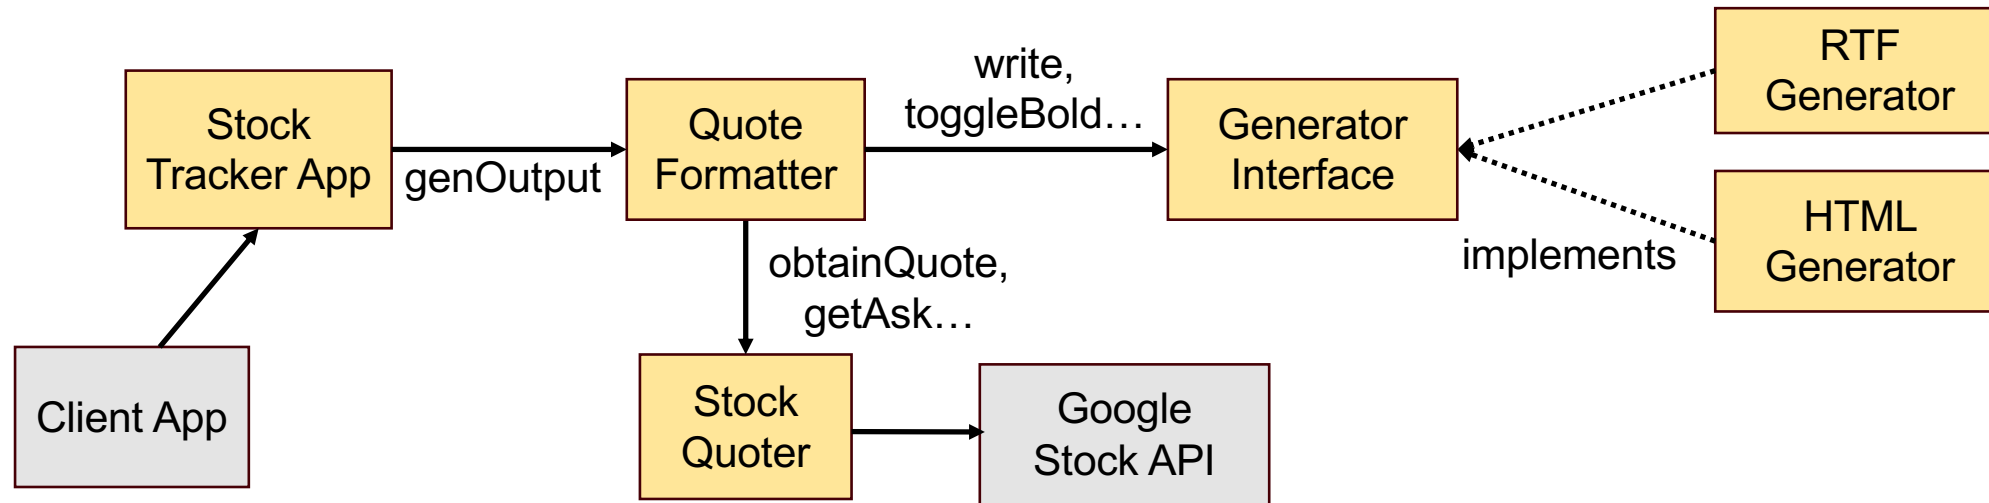 Stock
Tracker App
genOutput
Quote
Formatter
write,
toggleBold…
Generator
Interface
RTF
Generator
HTML
Generator
implements
obtainQuote,
getAsk…
Client App
Stock
Quoter
Google
Stock API